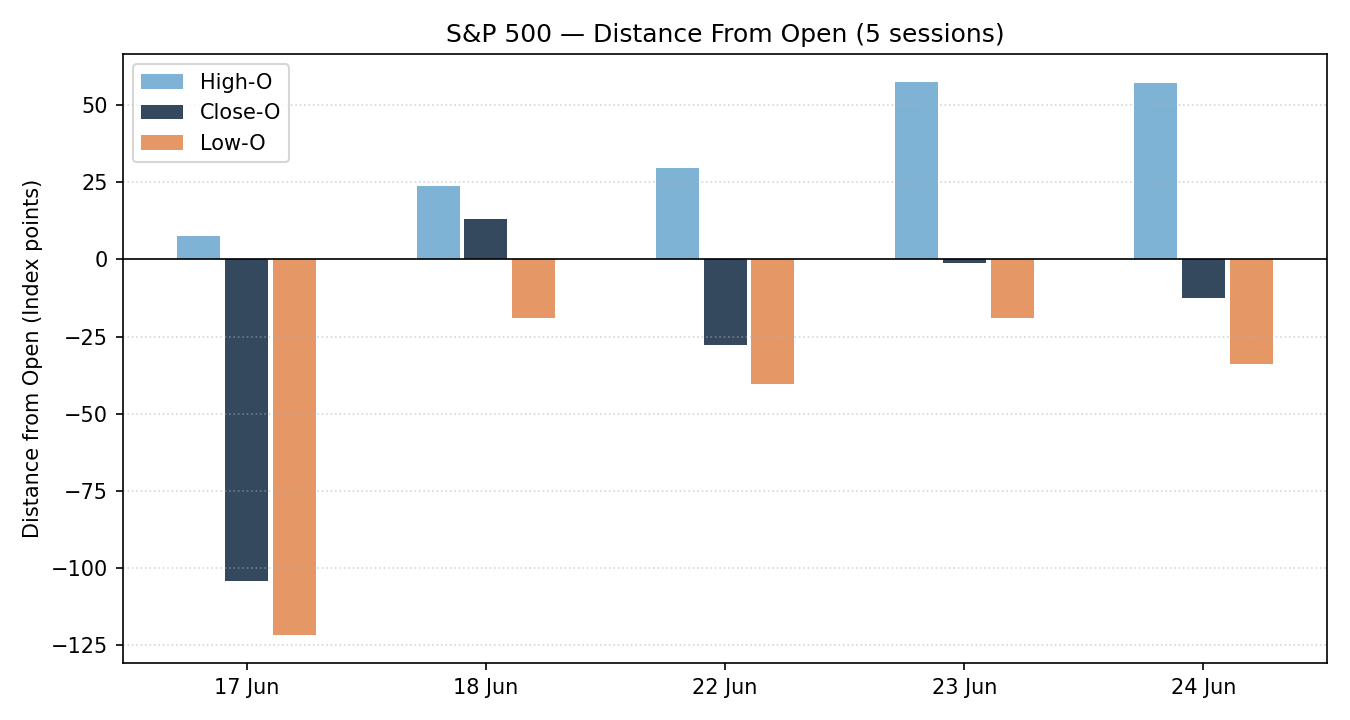 S&P 500 — Distance From Open (5 sessions)
High-O
Close-O
Low-O
Distance from Open (Index points)
50
25
0
−25
−50
−75
−100
−125
17 Jun
18 Jun
22 Jun
23 Jun
24 Jun